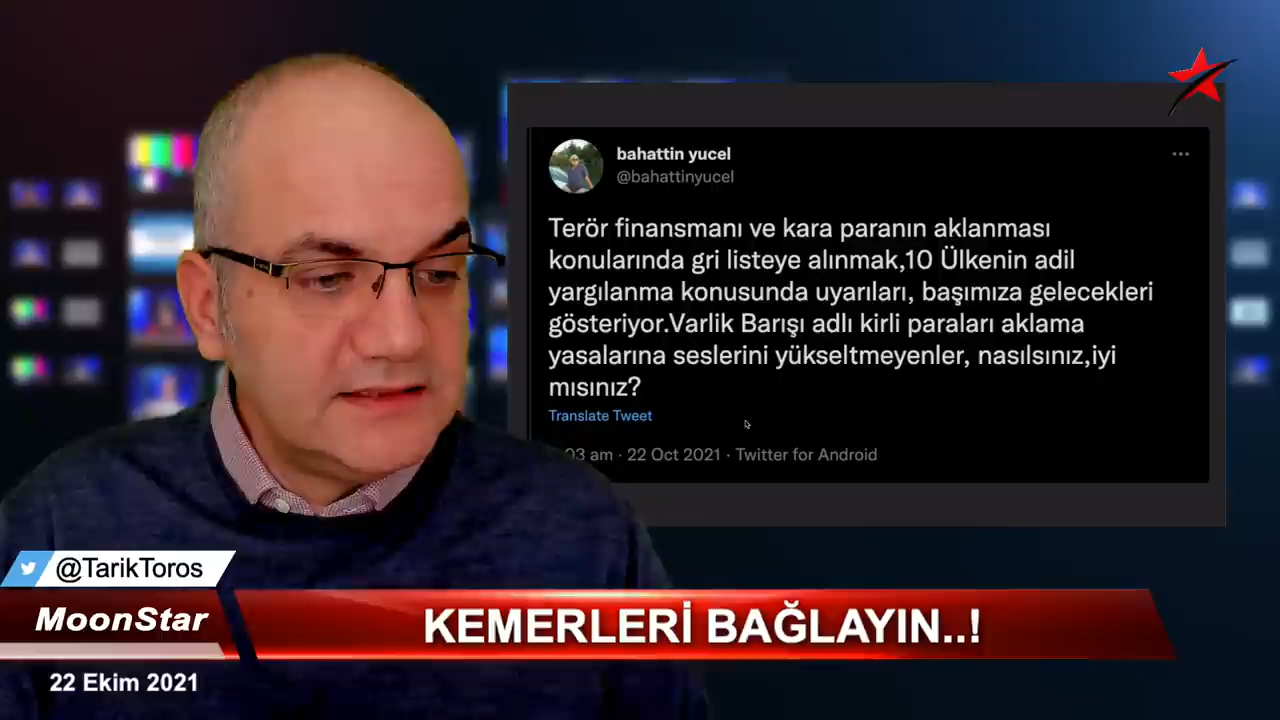 bahattin yucel
@bahattinyucel
Terör finansmanı ve kara paranın aklanması
konularında gri listeye alınmak,10 Ülkenin adil
yargılanma konusunda uyarıları, başımıza gelecekleri
gösteriyor.Varlik Barışı adlı kirli paraları aklama
yasalarına seslerini yükseltmeyenler, nasılsınız,iyi
mısınız?
Translate Tweet
03 am · 22 Oct 2021 · Twitter for Android
@TarikToros
MoonStar
KEMERLERİ BAĞLAYIN..!
22 Ekim 2021